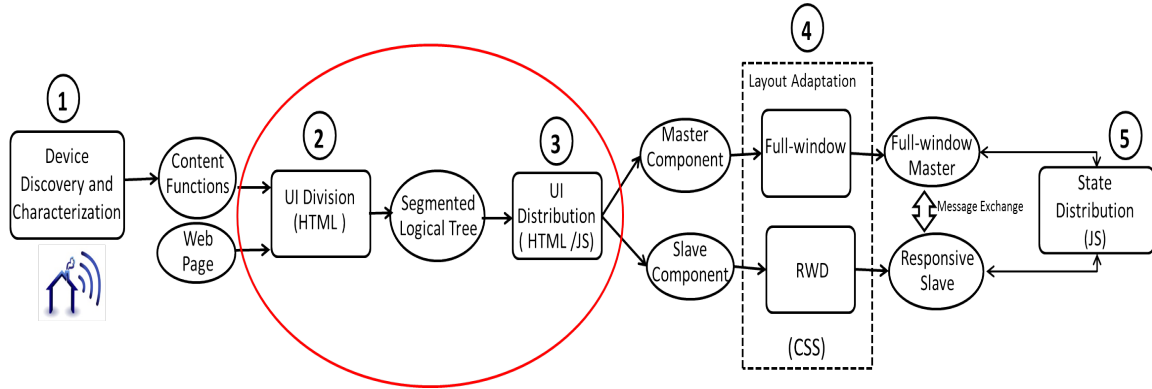 1
Device
Discovery and
Characterization
Content
Functions
Web
Page
2
UI Division
(HTML )
Segmented
Logical Tree
3
UI
Distribution
( HTML /JS)
Master
Component
Slave
Component
4
Layout Adaptation
Full-window
RWD
(CSS)
Full-window
Master
Message Exchange
Responsive
Slave
5
State
Distribution
(JS)